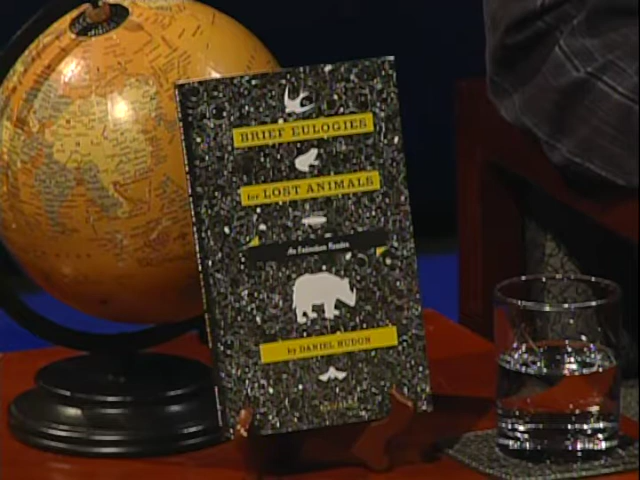 BRIEF EULOGIES
for LOST ANIMALS
An Extinction Reader
by DANIEL HUDON